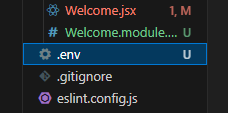 Welcome.jsx 1, M
# Welcome.module.... U
.env U
.gitignore
eslint.config.js